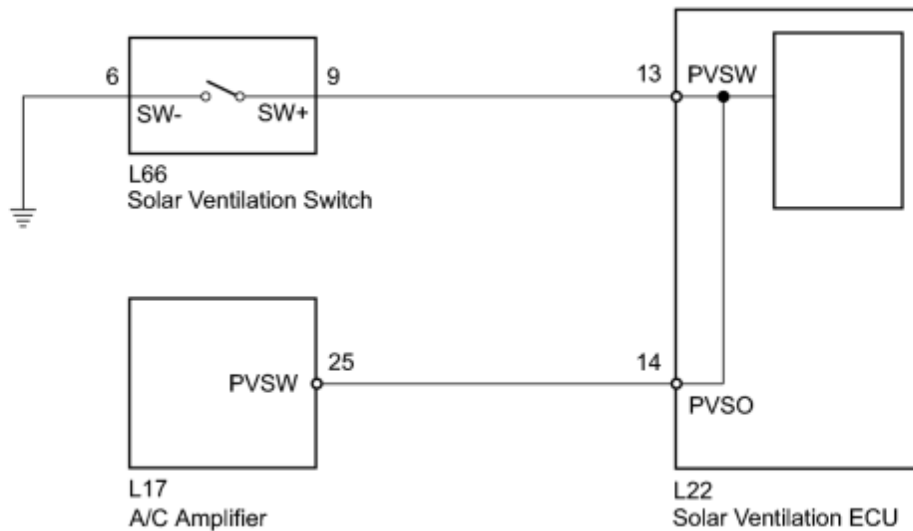 6
9
13
PVSW
SW-
SW+
L66
Solar Ventilation Switch
25
14
PVSW
PVSO
L17
A/C Amplifier
L22
Solar Ventilation ECU